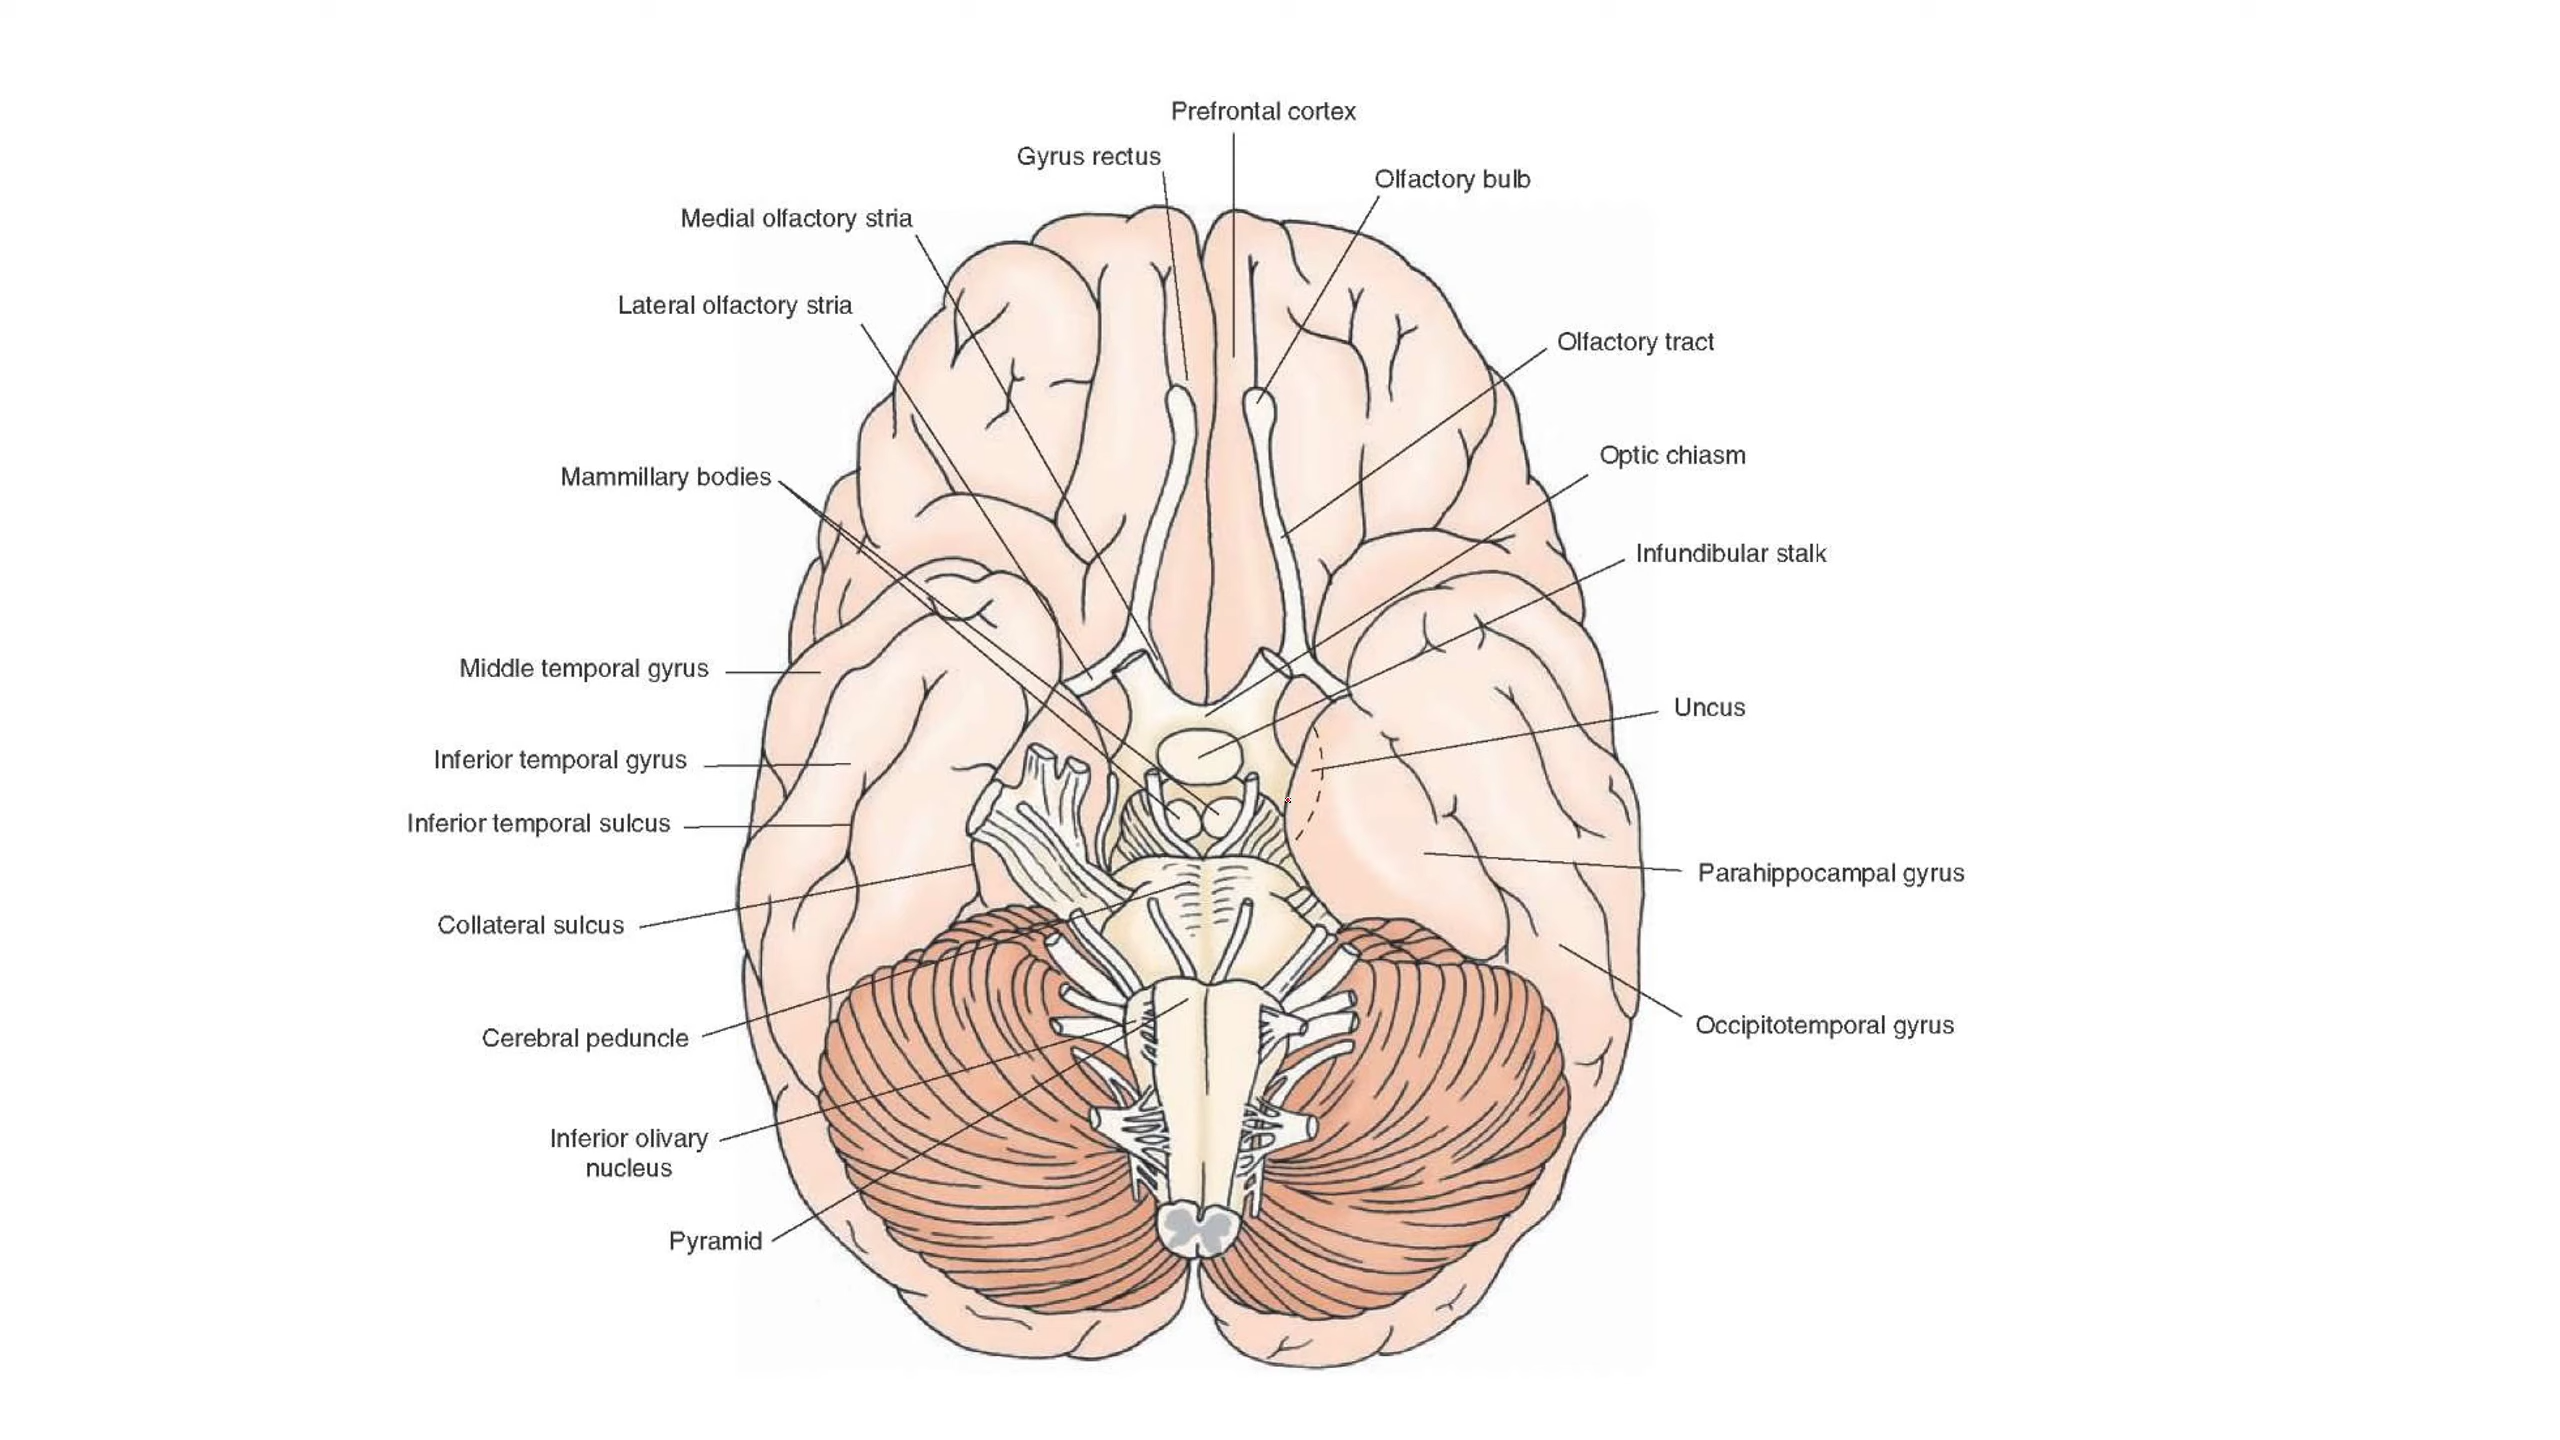 Prefrontal cortex
Gyrus rectus
Olfactory bulb
Medial olfactory stria
Lateral olfactory stria
Olfactory tract
Optic chiasm
Mammillary bodies
Infundibular stalk
Middle temporal gyrus
Uncus
Inferior temporal gyrus
Inferior temporal sulcus
Parahippocampal gyrus
Collateral sulcus
Occipitotemporal gyrus
Cerebral peduncle
Inferior olivary
nucleus
Pyramid